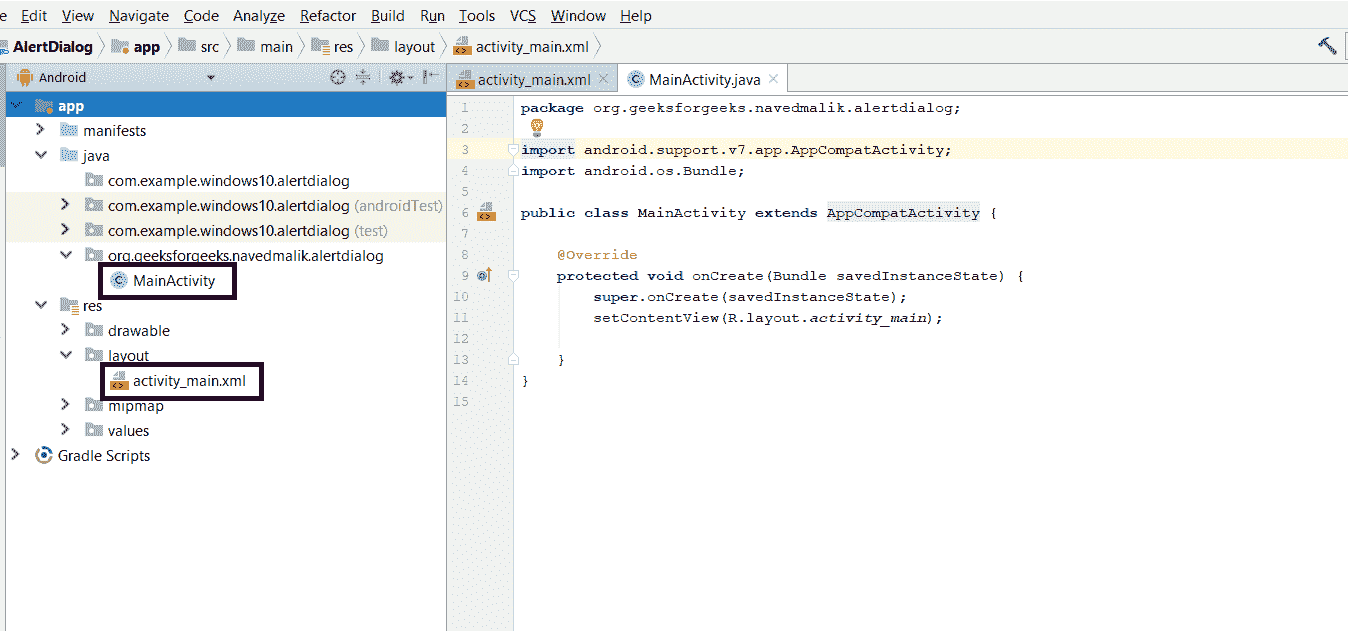 e Edit View Navigate Code Analyze Refactor Build Run Tools VCS Window Help
AlertDialog app src main res layout activity_main.xml
Android
app
manifests
java
com.example.windows10.alertdialog
com.example.windows10.alertdialog (androidTest)
com.example.windows10.alertdialog (test)
org.geeksforgeeks.navedmalik.alertdialog
MainActivity
res
drawable
layout
activity_main.xml
mipmap
values
Gradle Scripts
activity_main.xml MainActivity.java
1 package org.geeksforgeeks.navedmalik.alertdialog;
2
3 import android.support.v7.app.AppCompatActivity;
4 import android.os.Bundle;
5
6 public class MainActivity extends AppCompatActivity {
7
8 @Override
9 protected void onCreate(Bundle savedInstanceState) {
10 super.onCreate(savedInstanceState);
11 setContentView(R.layout.activity_main);
12
13 }
14 }
15